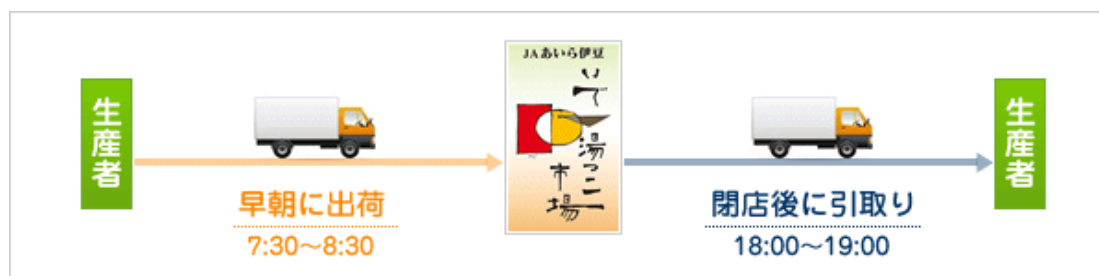 生産者
早朝に出荷
7:30～8:30
JAあいら伊豆
いで湯っこ市場
閉店後に引取り
18:00～19:00
生産者